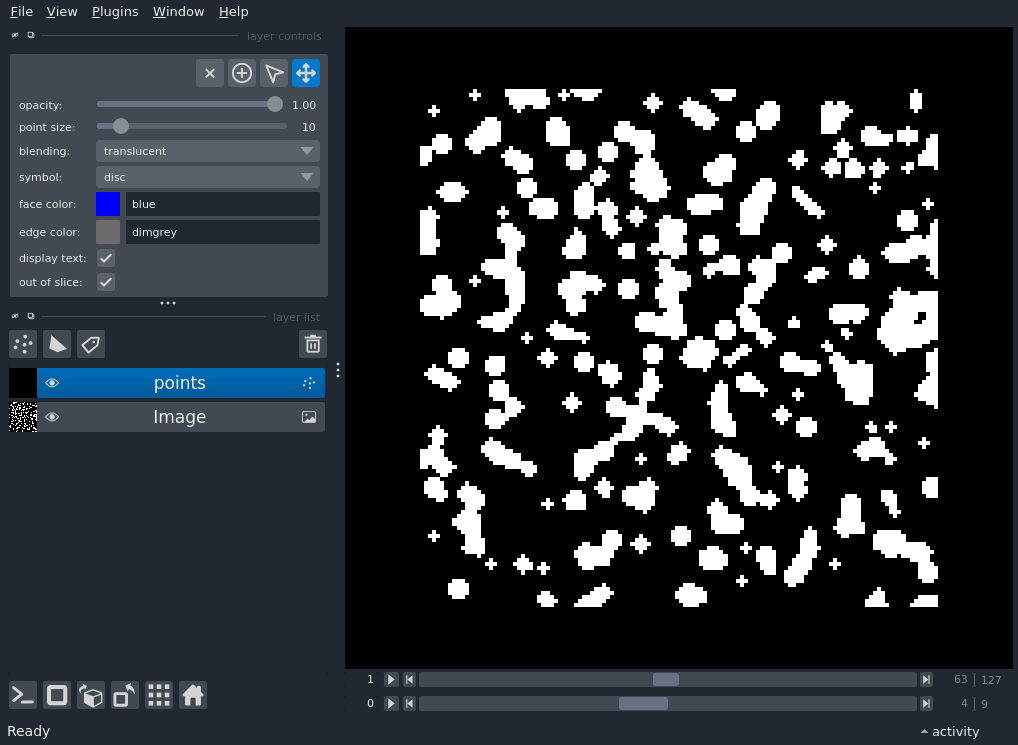 File View Plugins Window Help
layer controls
opacity: 1.00
point size: 10
blending: translucent
symbol: disc
face color: blue
edge color: dimgrey
display text:
out of slice:
layer list
points
Image
1 63 127
0 4 9
Ready activity